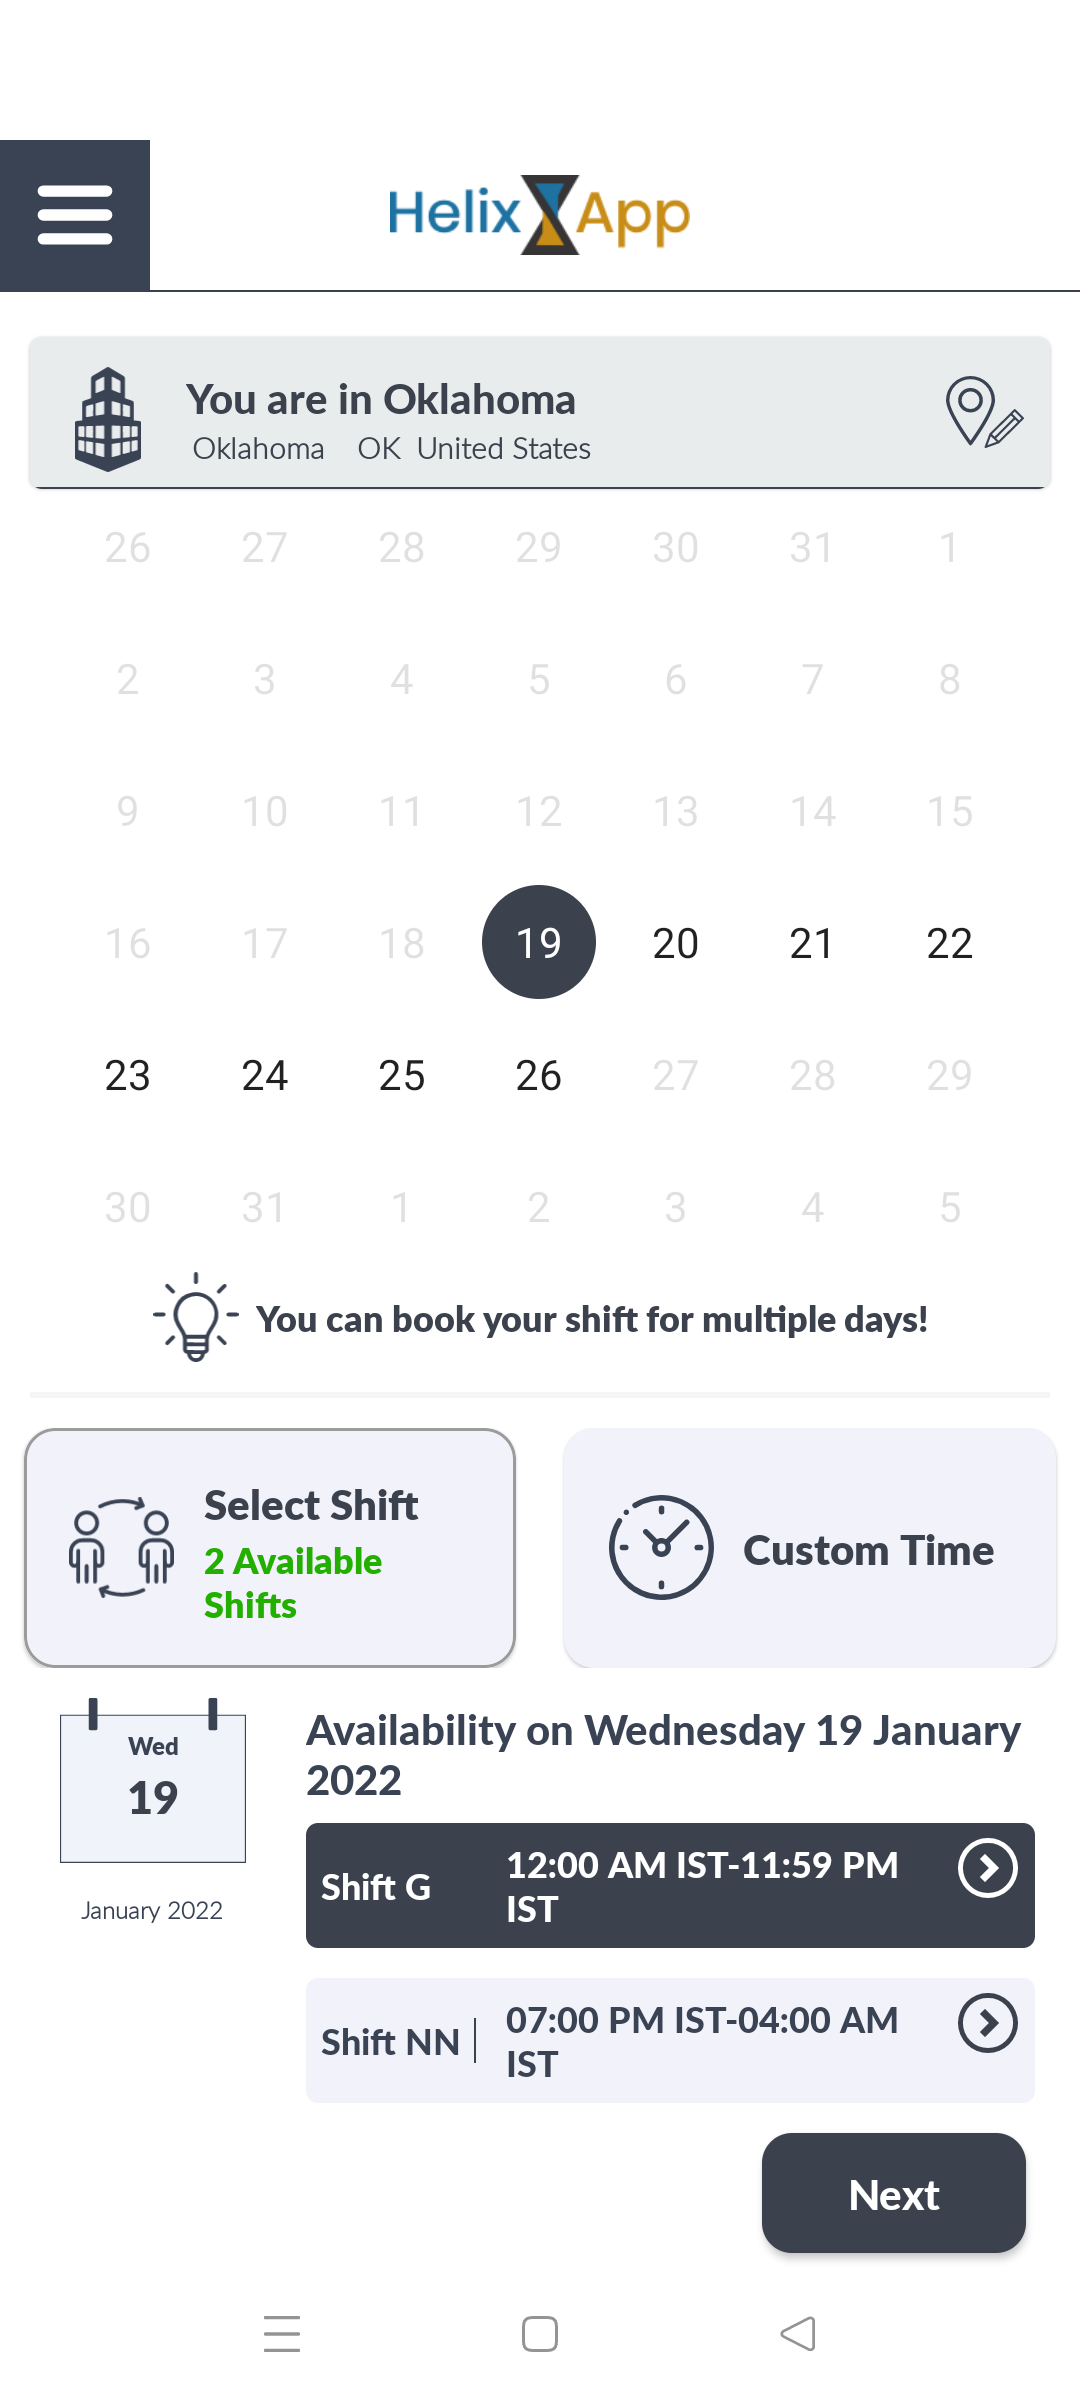 Helix App
You are in Oklahoma
Oklahoma OK United States
26 27 28 29 30 31 1
2 3 4 5 6 7 8
9 10 11 12 13 14 15
16 17 18 19 20 21 22
23 24 25 26 27 28 29
30 31 1 2 3 4 5
You can book your shift for multiple days!
Select Shift
2 Available
Shifts
Custom Time
Wed
19
January 2022
Availability on Wednesday 19 January
2022
Shift G
12:00 AM IST-11:59 PM
IST
Shift NN
07:00 PM IST-04:00 AM
IST
Next